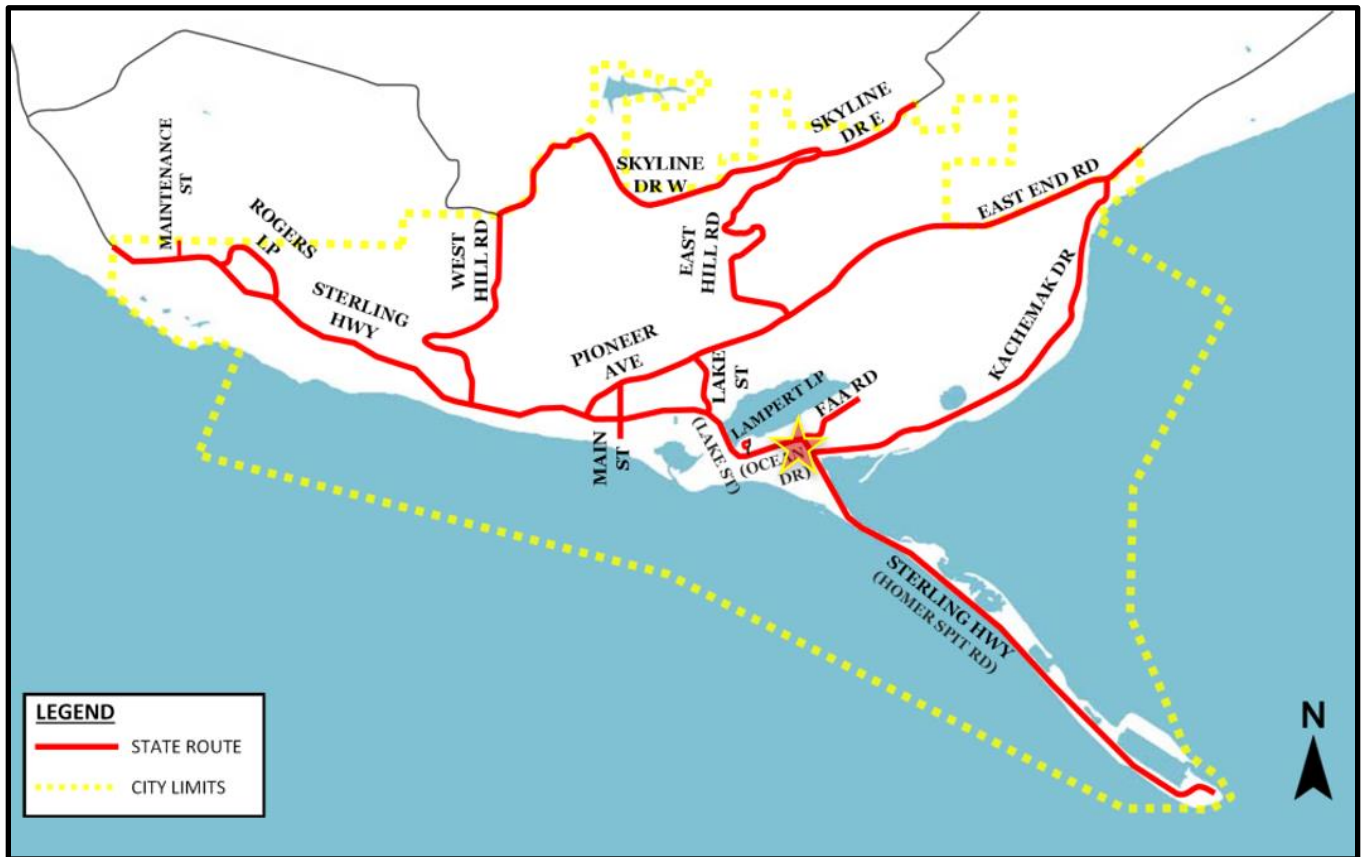 SKYLINE
DR E
MAINTENANCE
ST
ROGERS
LP
SKYLINE
DR W
EAST END RD
WEST
HILL RD
EAST
HILL RD
STERLING
HWY
KACHEMAK DR
PIONEER
AVE
LAKE
ST
LAMPERT LP
FAA RD
MAIN
ST
(LAKE ST)
(OCEAN
DR)
STERLING HWY
(HOMER SPIT RD)
N
LEGEND
STATE ROUTE
CITY LIMITS